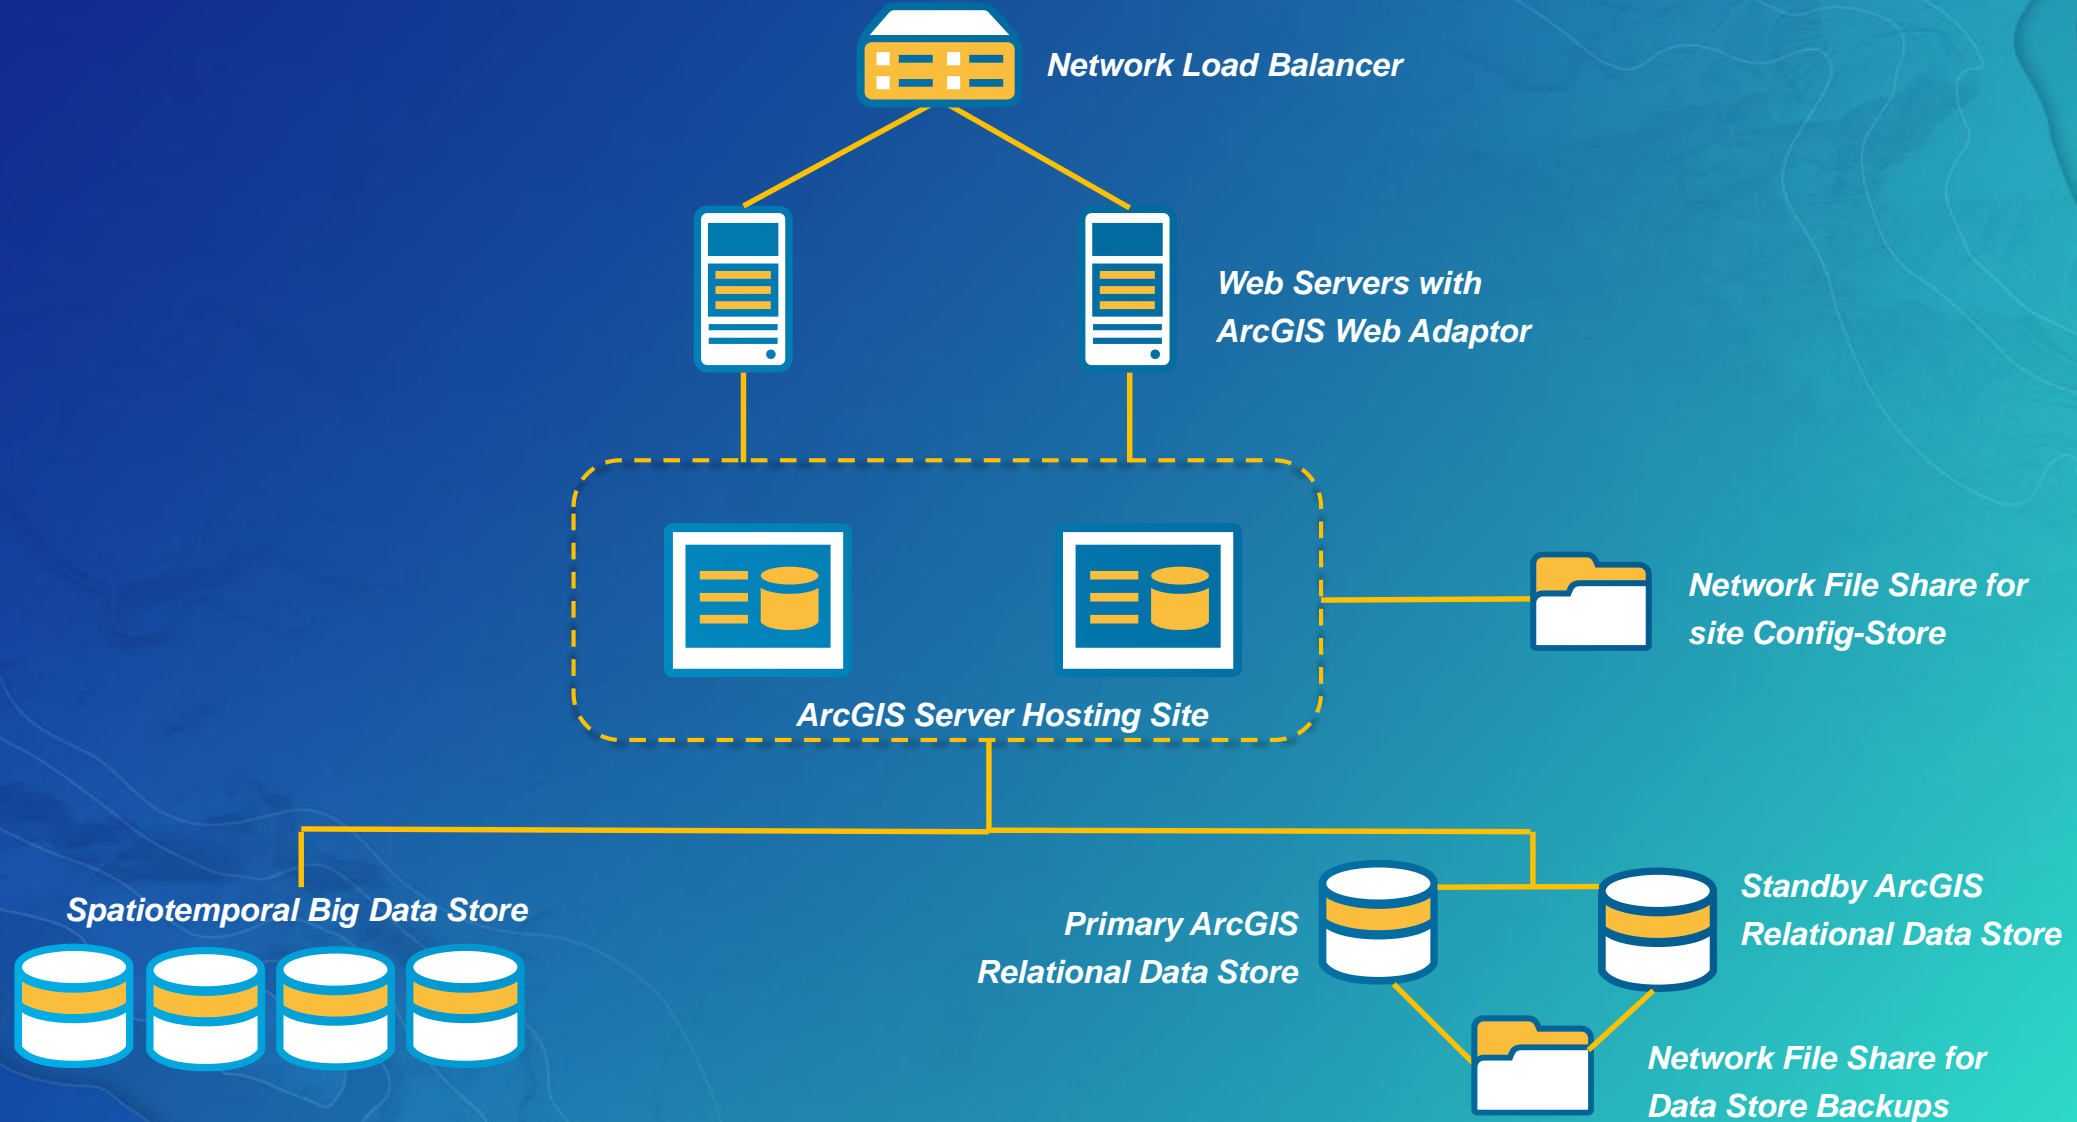 Network Load Balancer
Web Servers with
ArcGIS Web Adaptor
Network File Share for
site Config-Store
ArcGIS Server Hosting Site
Spatiotemporal Big Data Store
Primary ArcGIS
Relational Data Store
Standby ArcGIS
Relational Data Store
Network File Share for
Data Store Backups